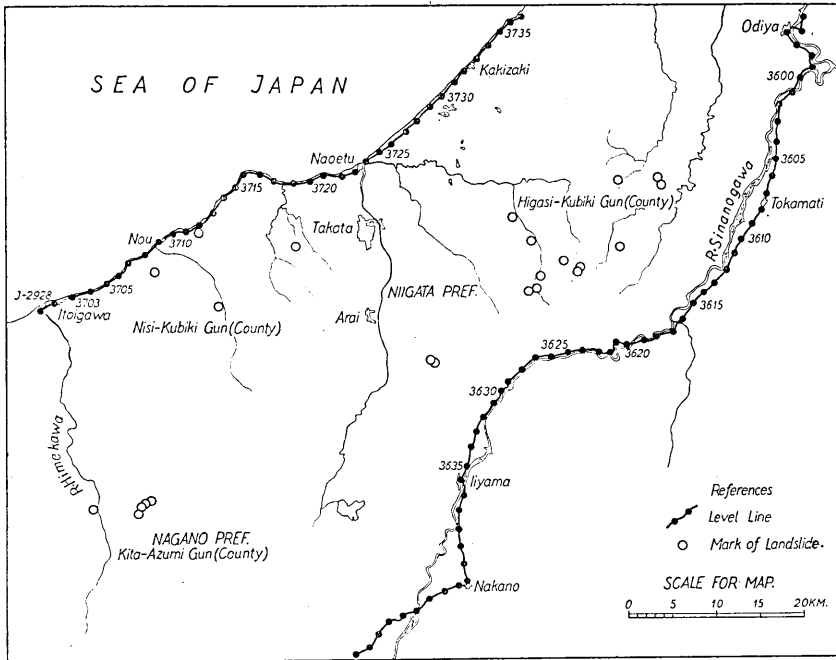 SEA OF JAPAN
3735
Kakizaki
3730
3725
Naoetu
3720
3715
Takata
Nou
3710
3705
3703
J-2928
Itoigawa
Nisi-Kubiki Gun(County)
Arai
NIIGATA PREF.
Higasi-Kubiki Gun(County)
Odiya
3600
3605
Tokamati
3610
R.Sinanogawa
3615
3620
3625
3630
3635
Iiyama
Nakano
R.Himekawa
NAGANO PREF.
Kita-Azumi Gun(County)
References
Level Line
Mark of Landslide.
SCALE FOR MAP.
0 5 10 15 20KM.